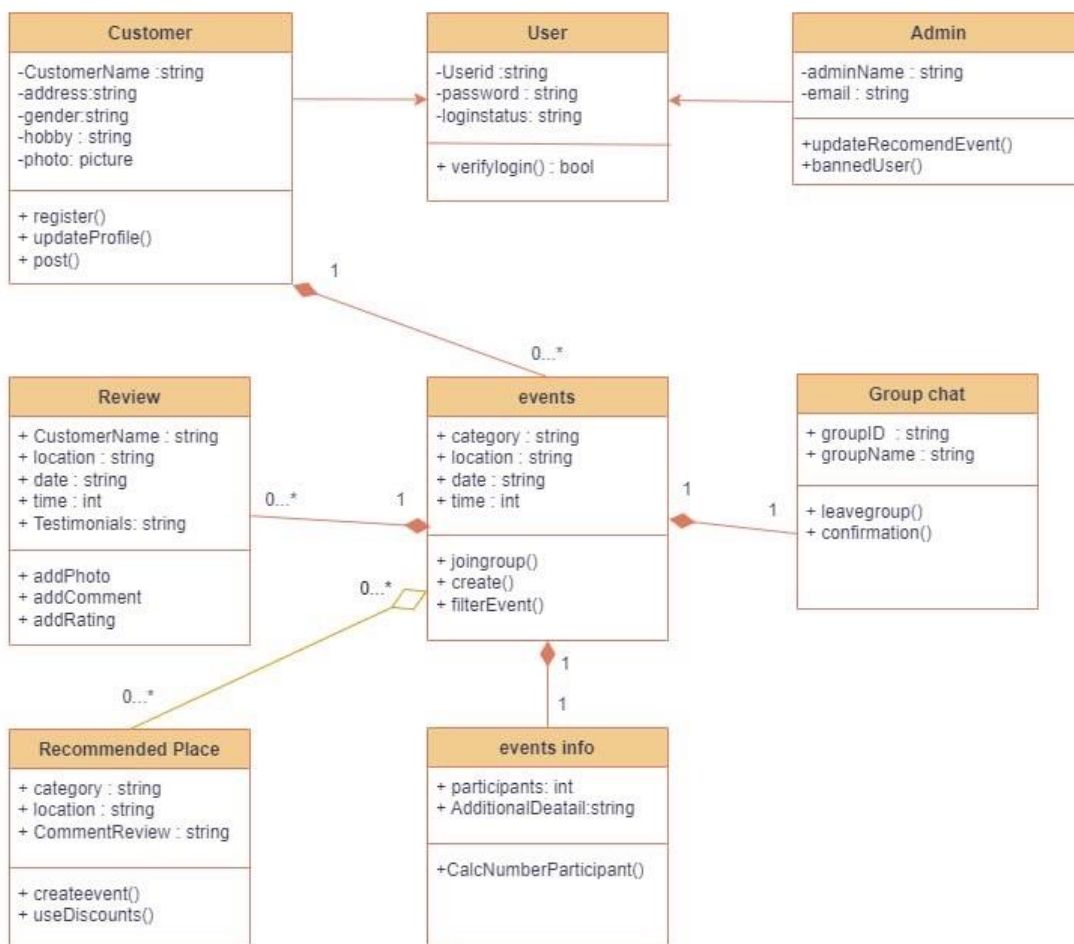 Customer
-CustomerName :string
-address:string
-gender:string
-hobby : string
-photo: picture
+ register()
+ updateProfile()
+ post()
User
-Userid :string
-password : string
-loginstatus: string
+ verifylogin() : bool
Admin
-adminName : string
-email : string
+updateRecomendEvent()
+bannedUser()
1
0...*
Review
+ CustomerName : string
+ location : string
+ date : string
+ time : int
+ Testimonials: string
+ addPhoto
+ addComment
+ addRating
0...*
1
events
+ category : string
+ location : string
+ date : string
+ time : int
+ joingroup()
+ create()
+ filterEvent()
1
1
Group chat
+ groupID : string
+ groupName : string
+ leavegroup()
+ confirmation()
0...*
0...*
1
1
Recommended Place
+ category : string
+ location : string
+ CommentReview : string
+ createevent()
+ useDiscounts()
events info
+ participants: int
+ AdditionalDeatail:string
+CalcNumberParticipant()